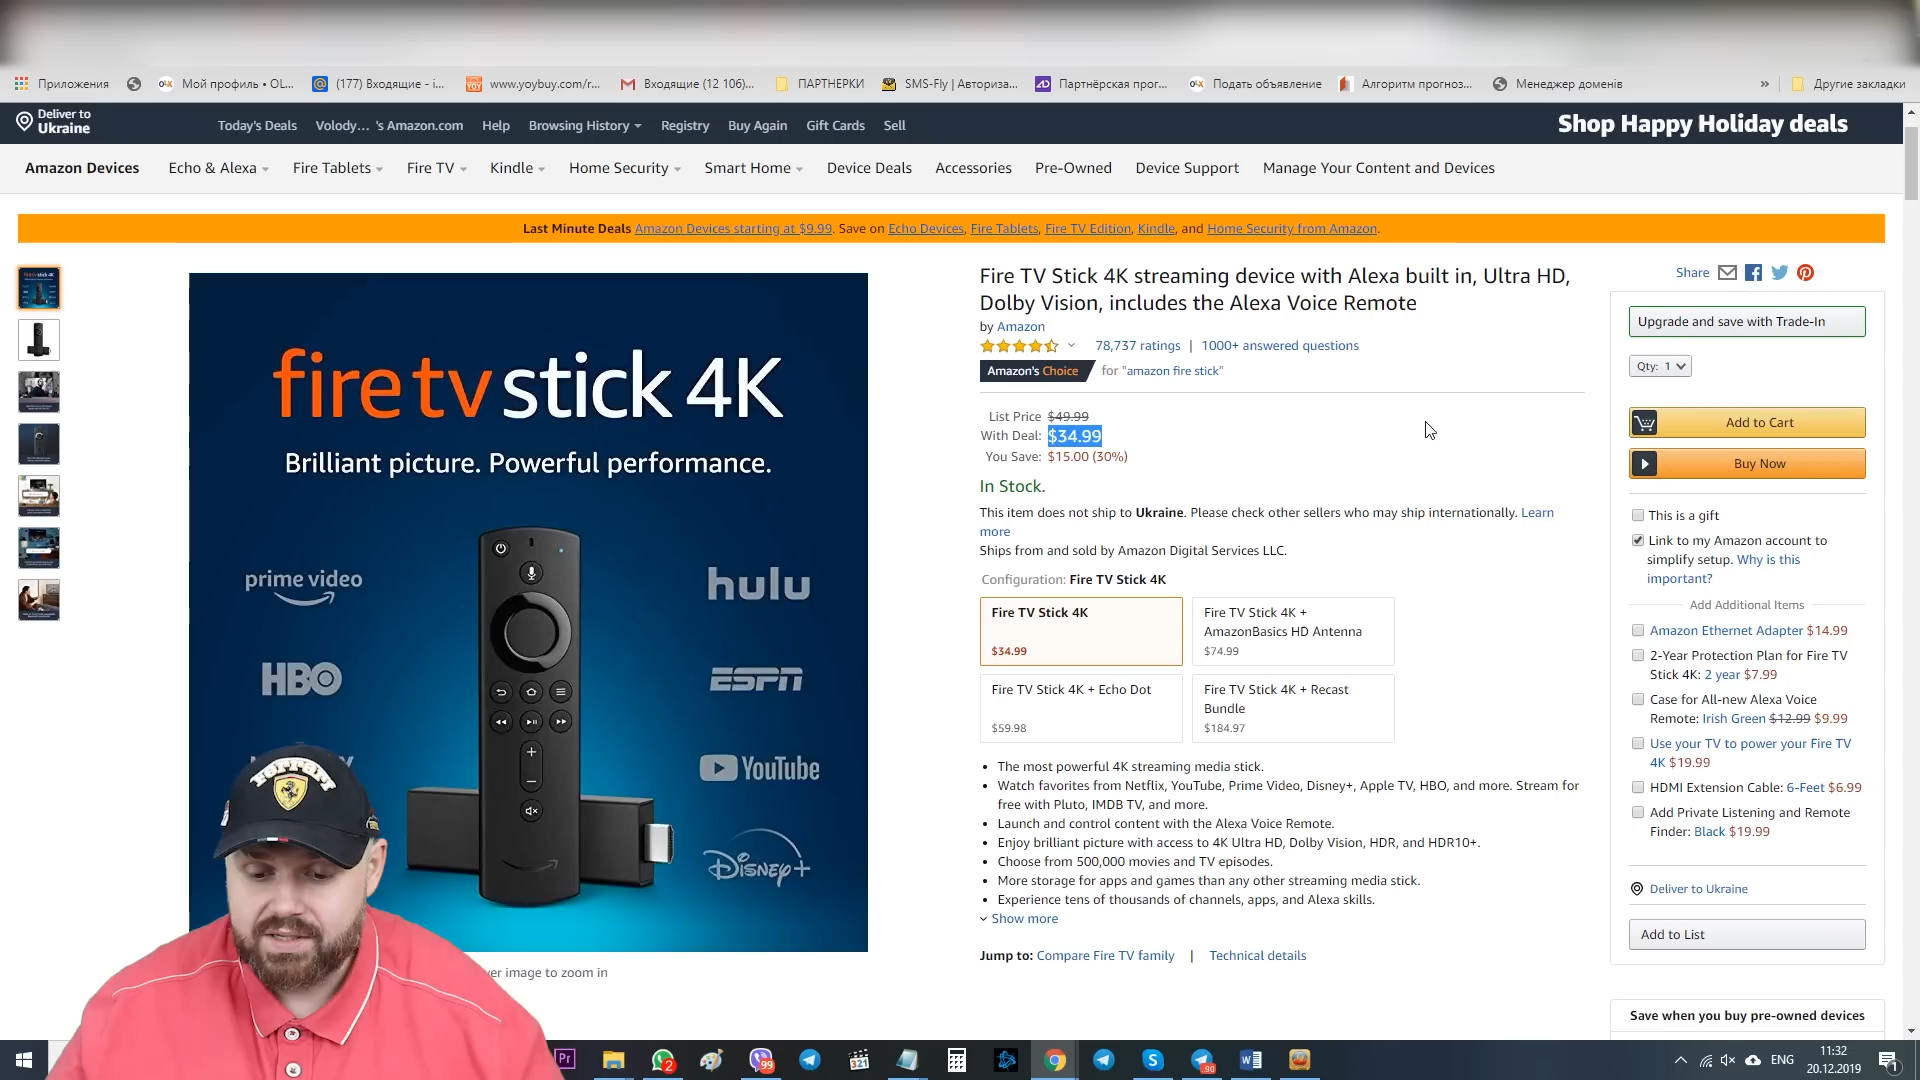 Приложения
Мой профиль • OL...
(177) Входящие - i...
www.yoybuy.com/r...
Входящие (12 106)...
ПАРТНЕРКИ
SMS-Fly | Авториза...
Партнёрская прог...
Подать объявление
Алгоритм прогноз...
Менеджер доменів
»
Другие закладки
Deliver to
Ukraine
Today's Deals
Volody... 's Amazon.com
Help
Browsing History
Registry
Buy Again
Gift Cards
Sell
Shop Happy Holiday deals
Amazon Devices
Echo & Alexa
Fire Tablets
Fire TV
Kindle
Home Security
Smart Home
Device Deals
Accessories
Pre-Owned
Device Support
Manage Your Content and Devices
Last Minute Deals Amazon Devices starting at $9.99. Save on Echo Devices, Fire Tablets, Fire TV Edition, Kindle, and Home Security from Amazon.
fire tv stick 4K
Brilliant picture. Powerful performance.
prime video
hulu
HBO
ESPN
YouTube
Disney+
Ferrari
er image to zoom in
Fire TV Stick 4K streaming device with Alexa built in, Ultra HD,
Dolby Vision, includes the Alexa Voice Remote
by Amazon
78,737 ratings | 1000+ answered questions
Amazon's Choice for "amazon fire stick"
List Price $49.99
With Deal: $34.99
You Save: $15.00 (30%)
In Stock.
This item does not ship to Ukraine. Please check other sellers who may ship internationally. Learn
more
Ships from and sold by Amazon Digital Services LLC.
Configuration: Fire TV Stick 4K
Fire TV Stick 4K
$34.99
Fire TV Stick 4K +
AmazonBasics HD Antenna
$74.99
Fire TV Stick 4K + Echo Dot
$59.98
Fire TV Stick 4K + Recast
Bundle
$184.97
• The most powerful 4K streaming media stick.
• Watch favorites from Netflix, YouTube, Prime Video, Disney+, Apple TV, HBO, and more. Stream for
free with Pluto, IMDB TV, and more.
• Launch and control content with the Alexa Voice Remote.
• Enjoy brilliant picture with access to 4K Ultra HD, Dolby Vision, HDR, and HDR10+.
• Choose from 500,000 movies and TV episodes.
• More storage for apps and games than any other streaming media stick.
• Experience tens of thousands of channels, apps, and Alexa skills.
Show more
Jump to: Compare Fire TV family | Technical details
Share
Upgrade and save with Trade-In
Qty: 1
Add to Cart
Buy Now
This is a gift
Link to my Amazon account to
simplify setup. Why is this
important?
Add Additional Items
Amazon Ethernet Adapter $14.99
2-Year Protection Plan for Fire TV
Stick 4K: 2 year $7.99
Case for All-new Alexa Voice
Remote: Irish Green $12.99 $9.99
Use your TV to power your Fire TV
4K $19.99
HDMI Extension Cable: 6-Feet $6.99
Add Private Listening and Remote
Finder: Black $19.99
Deliver to Ukraine
Add to List
Save when you buy pre-owned devices
Pr
2
99
321
S
90
W
ENG
11:32
20.12.2019
1